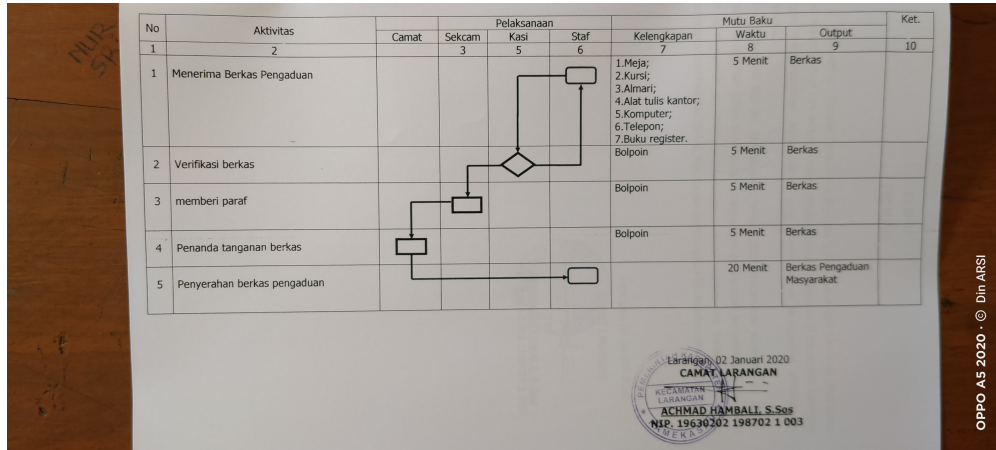 No Aktivitas Pelaksanaan Mutu Baku Ket.
Camat Sekcam Kasi Staf Kelengkapan Waktu Output
1 2 3 5 6 7 8 9 10
1 Menerima Berkas Pengaduan 1.Meja; 5 Menit Berkas
2.Kursi;
3.Almari;
4.Alat tulis kantor;
5.Komputer;
6.Telepon;
7.Buku register.
2 Verifikasi berkas Bolpoin 5 Menit Berkas
3 memberi paraf Bolpoin 5 Menit Berkas
4 Penanda tanganan berkas Bolpoin 5 Menit Berkas
5 Penyerahan berkas pengaduan 20 Menit Berkas Pengaduan
Masyarakat
Larangan, 02 Januari 2020
CAMAT LARANGAN
KECAMATAN
LARANGAN
ACHMAD HAMBALI, S.Sos
NIP. 19630202 198702 1 003
OPPO A5 2020 · © Din ARSI